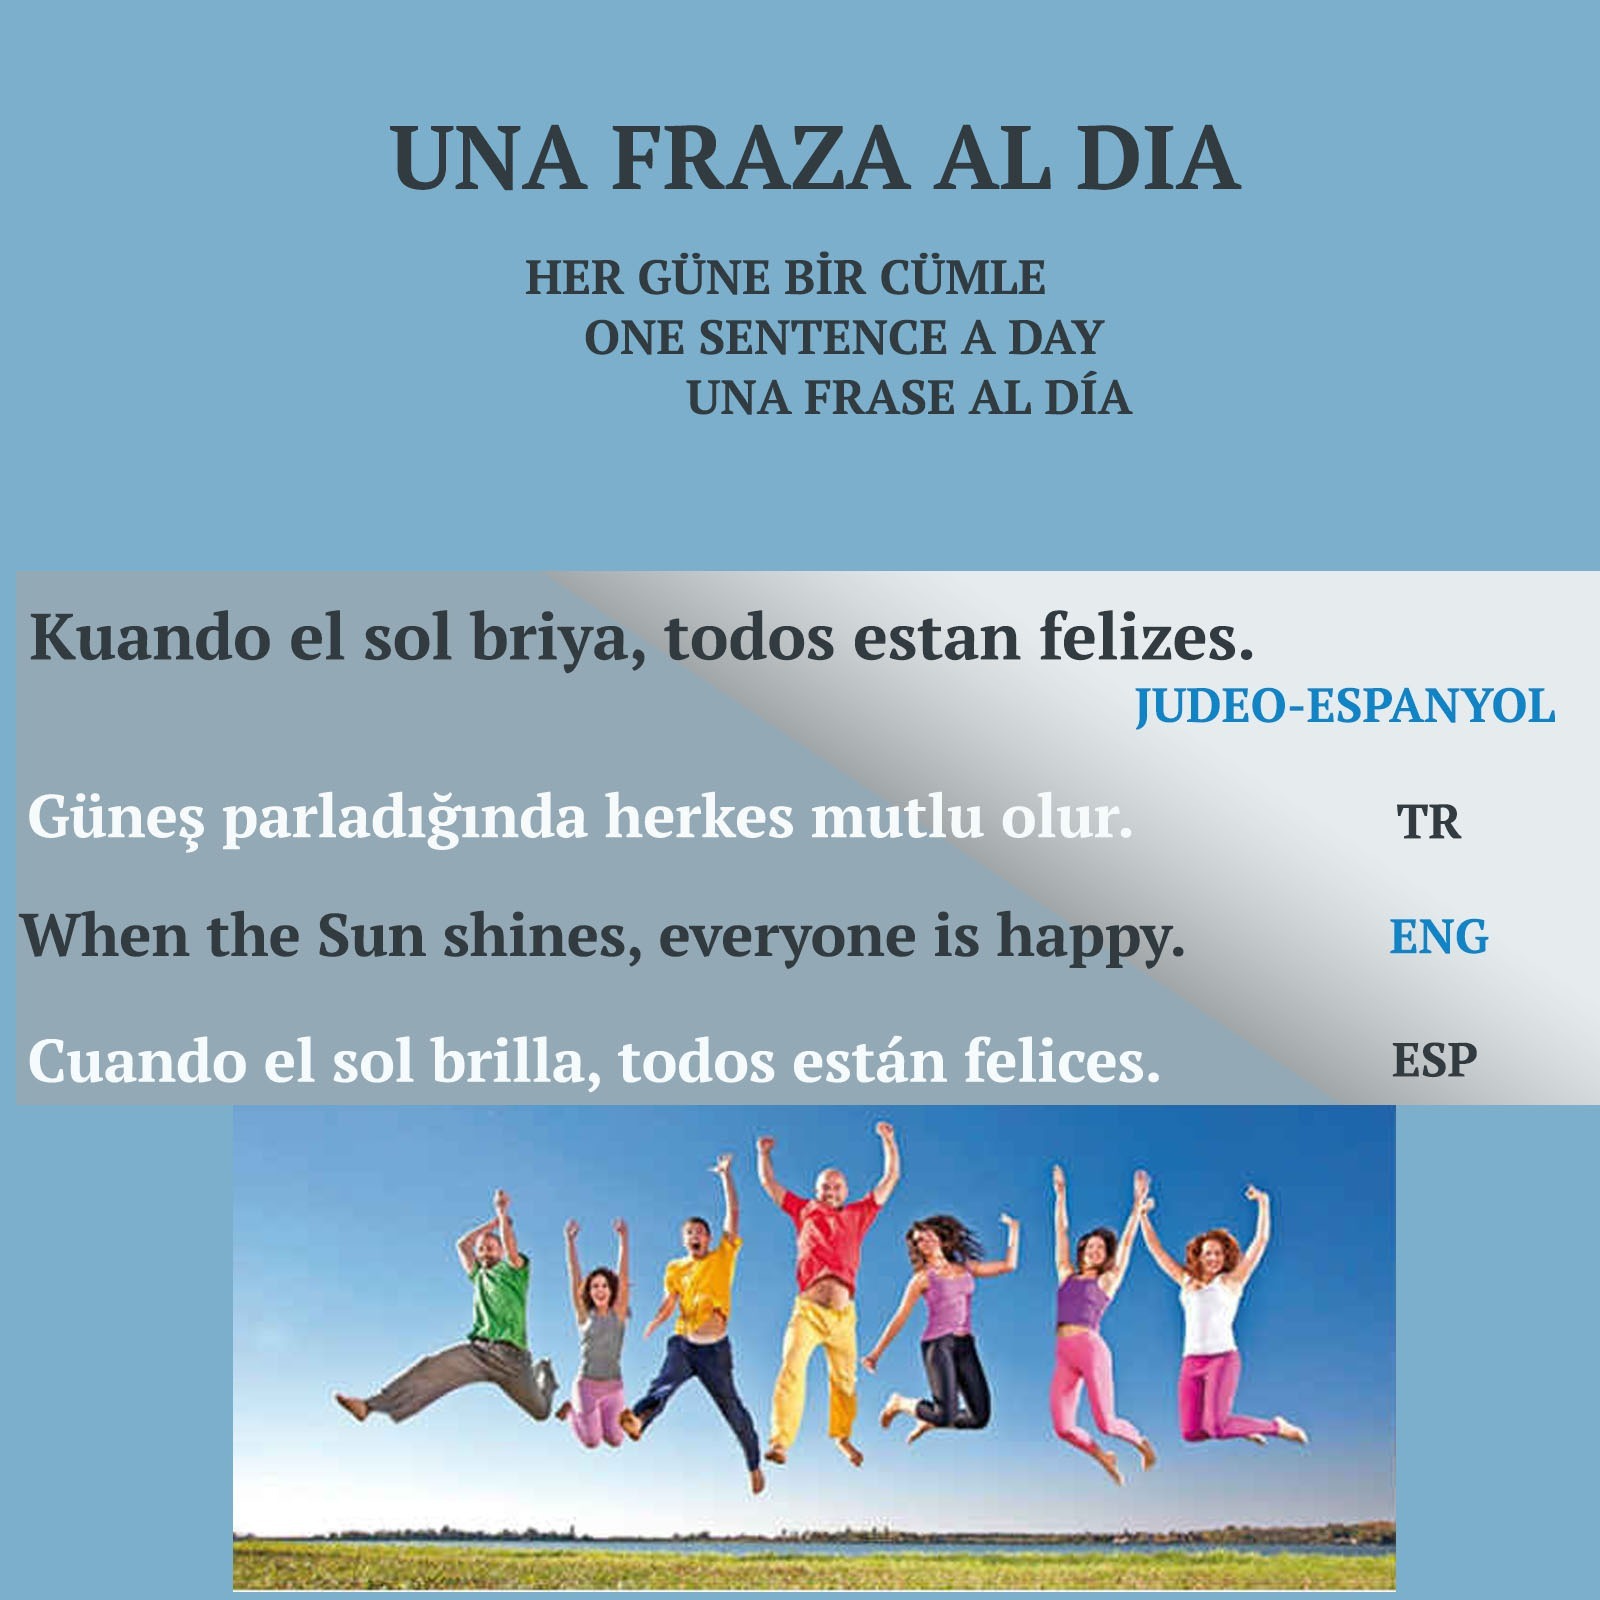 UNA FRAZA AL DIA
HER GÜNE BİR CÜMLE
ONE SENTENCE A DAY
UNA FRASE AL DÍA
Kuando el sol briya, todos estan felizes.
JUDEO-ESPANYOL
Güneş parladığında herkes mutlu olur. TR
When the Sun shines, everyone is happy. ENG
Cuando el sol brilla, todos están felices. ESP